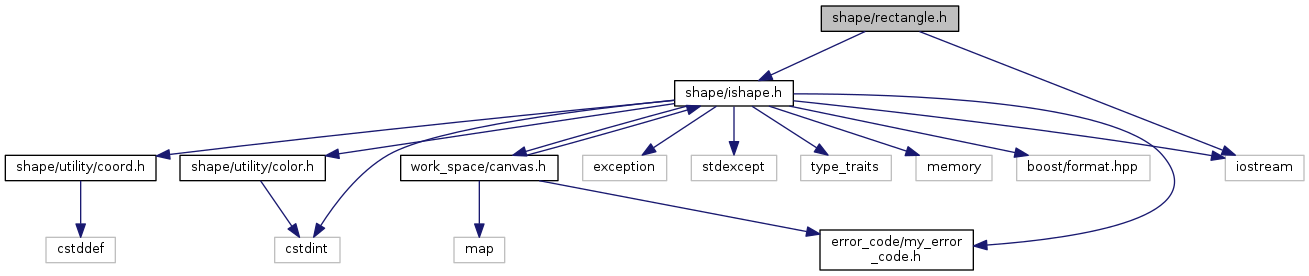 shape/rectangle.h
shape/ishape.h
shape/utility/coord.h
shape/utility/color.h
work_space/canvas.h
exception
stdexcept
type_traits
memory
boost/format.hpp
iostream
cstddef
cstdint
map
error_code/my_error
_code.h